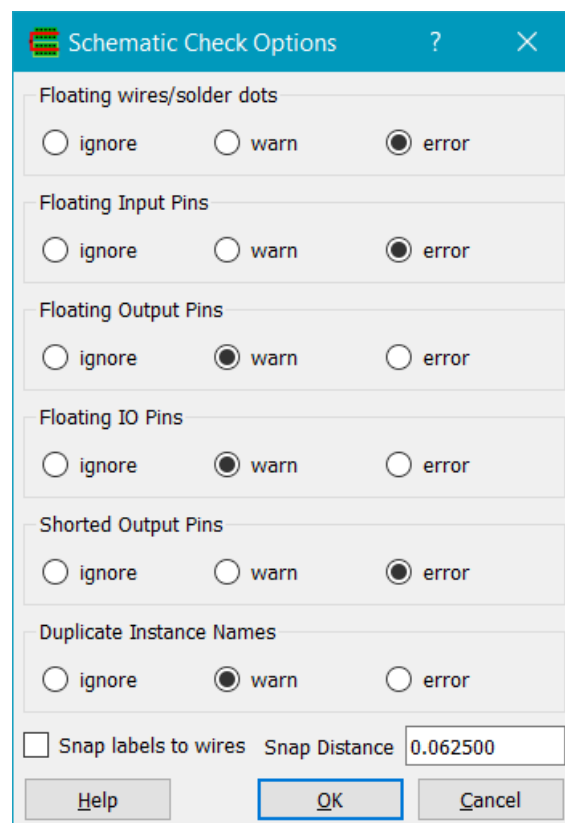 Schematic Check Options ? ×
Floating wires/solder dots
ignore warn error
Floating Input Pins
ignore warn error
Floating Output Pins
ignore warn error
Floating IO Pins
ignore warn error
Shorted Output Pins
ignore warn error
Duplicate Instance Names
ignore warn error
Snap labels to wires Snap Distance 0.062500
Help OK Cancel